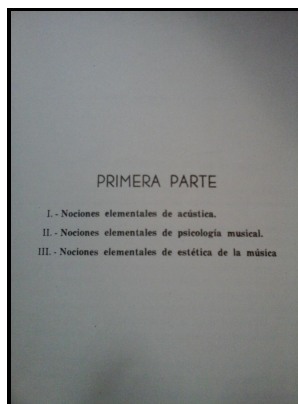 PRIMERA PARTE
I. - Nociones elementales de acústica.
II. - Nociones elementales de psicología musical.
III. - Nociones elementales de estética de la música